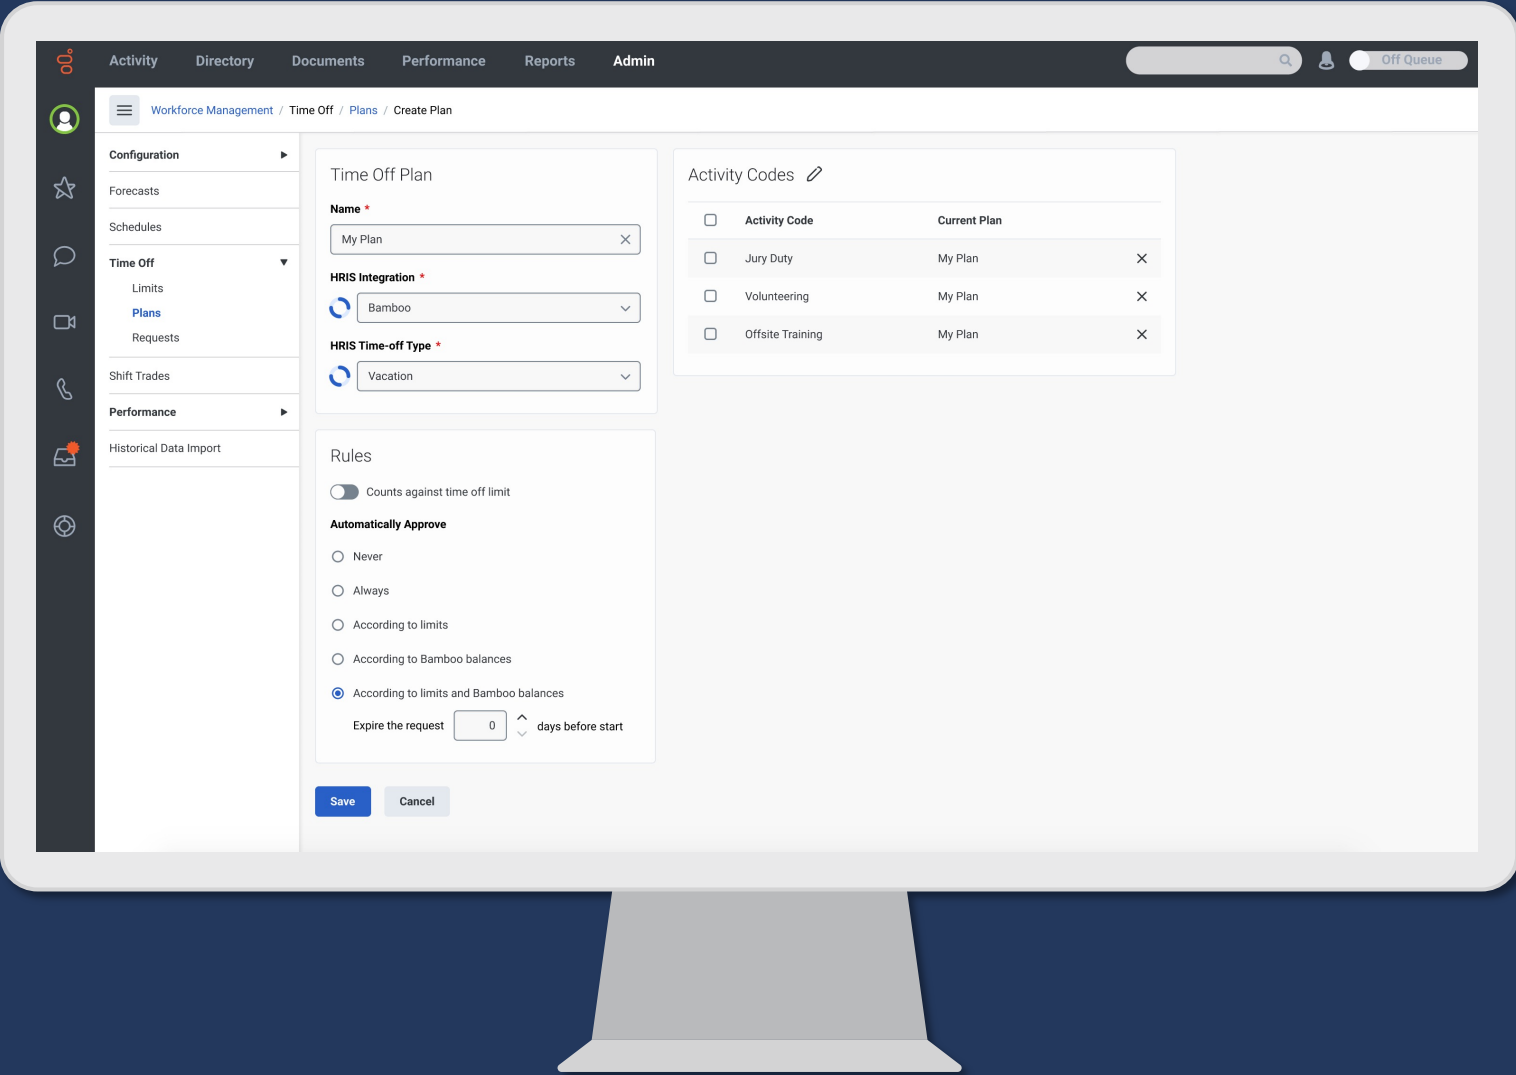 Activity Directory Documents Performance Reports Admin
Off Queue
Workforce Management / Time Off / Plans / Create Plan
Configuration
Forecasts
Schedules
Time Off
Limits
Plans
Requests
Shift Trades
Performance
Historical Data Import
Time Off Plan
Name *
My Plan
HRIS Integration *
Bamboo
HRIS Time-off Type *
Vacation
Rules
Counts against time off limit
Automatically Approve
Never
Always
According to limits
According to Bamboo balances
According to limits and Bamboo balances
Expire the request 0 days before start
Save Cancel
Activity Codes
Activity Code Current Plan
Jury Duty My Plan
Volunteering My Plan
Offsite Training My Plan